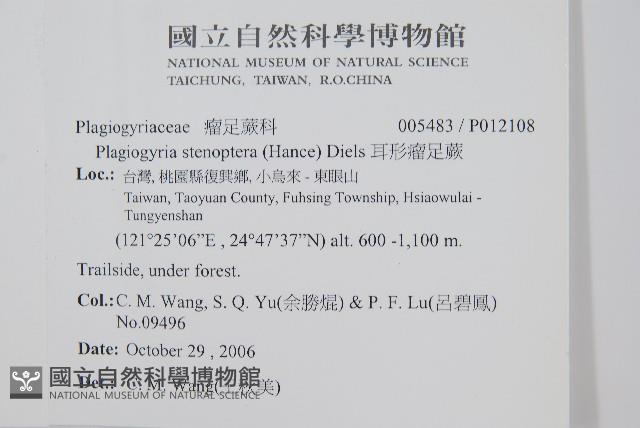 國立自然科學博物館
NATIONAL MUSEUM OF NATURAL SCIENCE
TAICHUNG, TAIWAN, R.O.CHINA
Plagiogyriaceae 瘤足蕨科 005483 / P012108
Plagiogyria stenoptera (Hance) Diels 耳形瘤足蕨
Loc.: 台灣, 桃園縣復興鄉, 小烏來 - 東眼山
Taiwan, Taoyuan County, Fuhsing Township, Hsiaowulai -
Tungyenshan
(121°25'06"E , 24°47'37"N) alt. 600 -1,100 m.
Trailside, under forest.
Col.: C. M. Wang, S. Q. Yu(余勝焜) & P. F. Lu(呂碧鳳)
No.09496
Date: October 29 , 2006
Det.: C. M. Wang(王秋美)
國立自然科學博物館
NATIONAL MUSEUM OF NATURAL SCIENCE